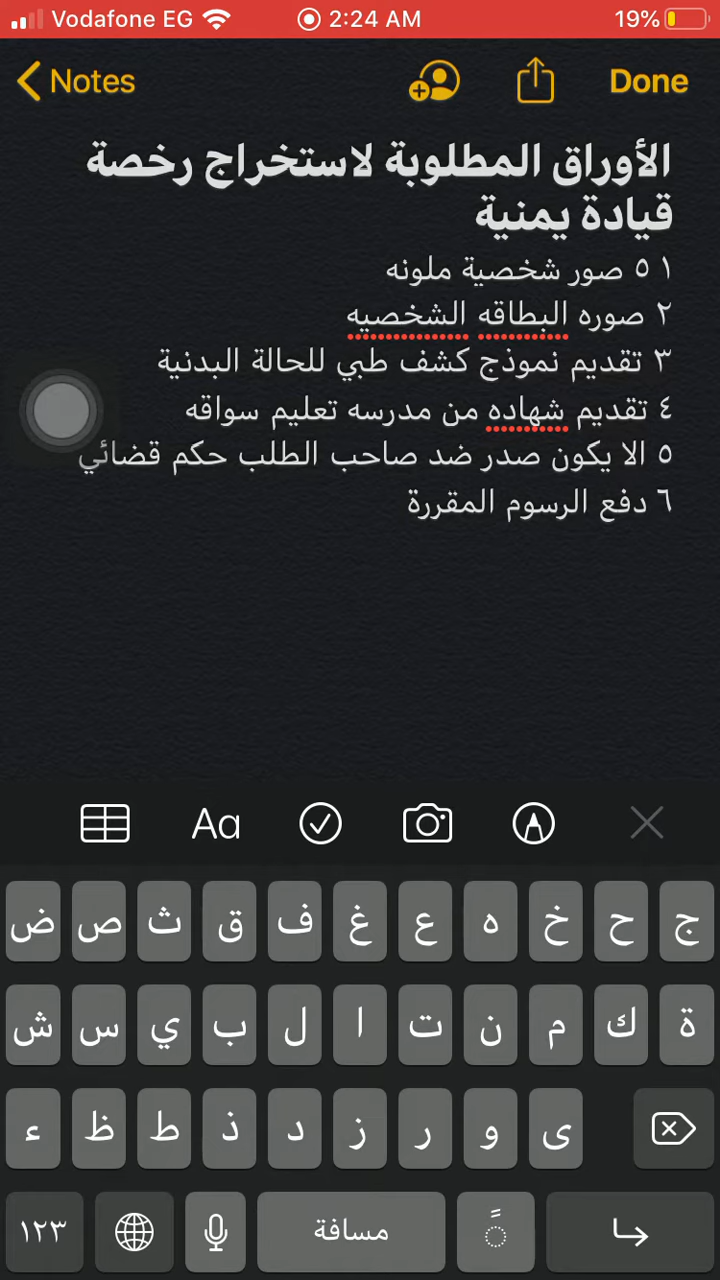 Vodafone EG 2:24 AM 19%
Notes Done
الأوراق المطلوبة لاستخراج رخصة
قيادة يمنية
١ ٥ صور شخصية ملونه
٢ صوره البطاقه الشخصيه
٣ تقديم نموذج كشف طبي للحالة البدنية
٤ تقديم شهاده من مدرسه تعليم سواقه
٥ الا يكون صدر ضد صاحب الطلب حكم قضائي
٦ دفع الرسوم المقررة
Aa
ض ص ث ق ف غ ع ه خ ح ج
ش س ي ب ل ا ت ن م ك ة
ء ظ ط ذ د ز ر و ى
١٢٣ مسافة